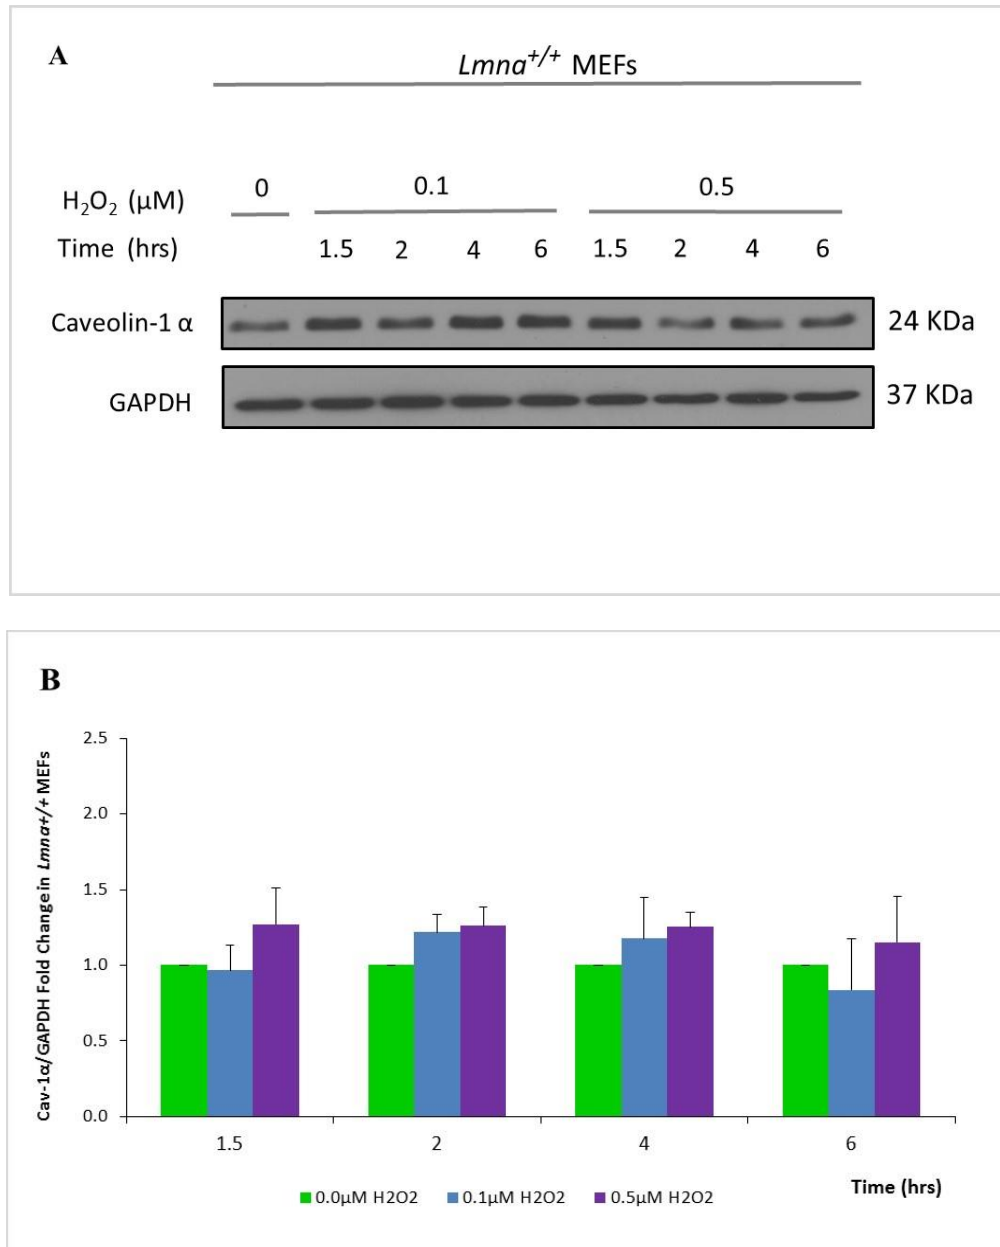 A
Lmna+/+ MEFs
H2O2 (µM) 0 0.1 0.5
Time (hrs) 1.5 2 4 6 1.5 2 4 6
Caveolin-1 α 24 KDa
GAPDH 37 KDa
B
Cav-1α/GAPDH Fold Change in Lmna+/+ MEFs
2.5
2.0
1.5
1.0
0.5
0.0
1.5 2 4 6
Time (hrs)
0.0µM H2O2 0.1µM H2O2 0.5µM H2O2